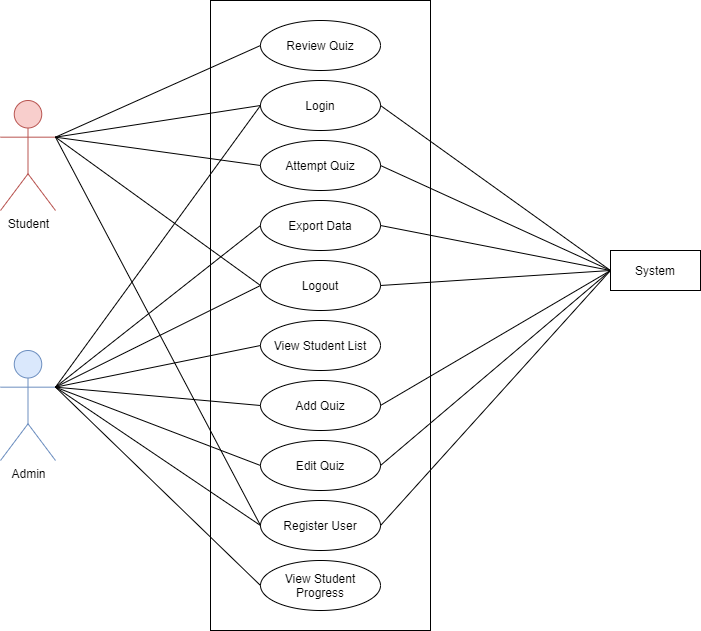 Review Quiz
Login
Attempt Quiz
Student
Export Data
System
Logout
View Student List
Add Quiz
Edit Quiz
Admin
Register User
View Student
Progress